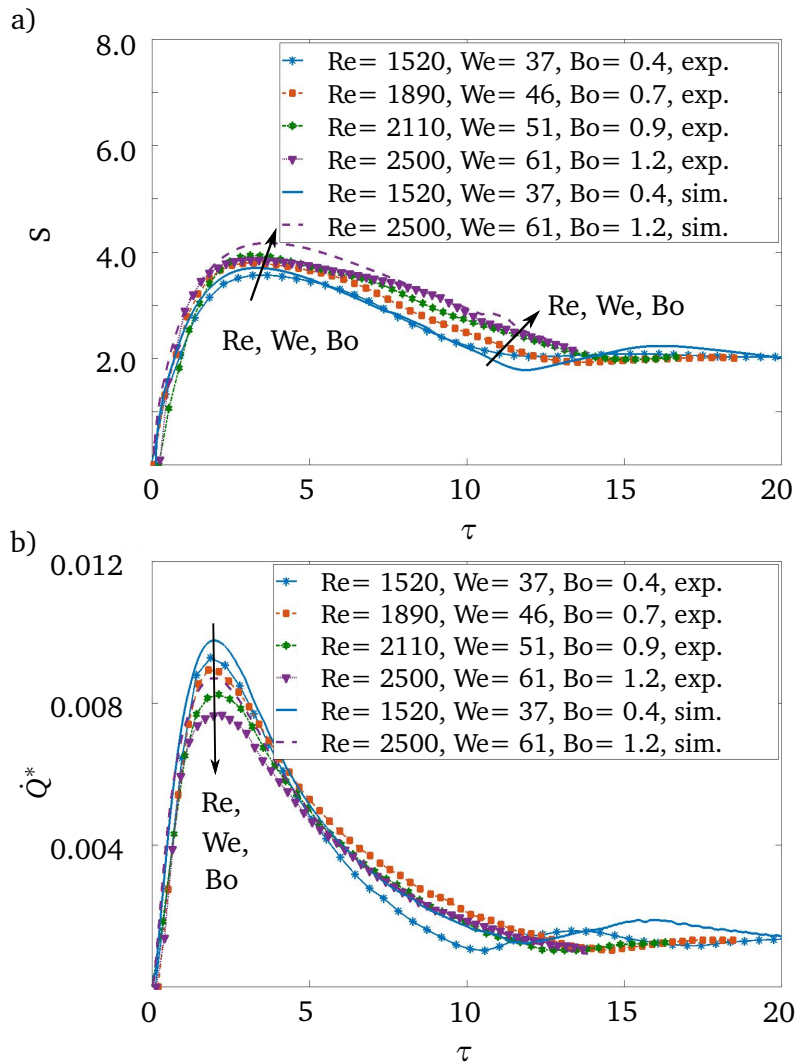 a)
8.0
6.0
4.0
2.0
S
Re= 1520, We= 37, Bo= 0.4, exp.
Re= 1890, We= 46, Bo= 0.7, exp.
Re= 2110, We= 51, Bo= 0.9, exp.
Re= 2500, We= 61, Bo= 1.2, exp.
Re= 1520, We= 37, Bo= 0.4, sim.
Re= 2500, We= 61, Bo= 1.2, sim.
Re, We, Bo
Re, We, Bo
0 5 10 15 20
τ
b)
0.012
0.008
0.004
Q̇*
Re= 1520, We= 37, Bo= 0.4, exp.
Re= 1890, We= 46, Bo= 0.7, exp.
Re= 2110, We= 51, Bo= 0.9, exp.
Re= 2500, We= 61, Bo= 1.2, exp.
Re= 1520, We= 37, Bo= 0.4, sim.
Re= 2500, We= 61, Bo= 1.2, sim.
Re,
We,
Bo
0 5 10 15 20
τ